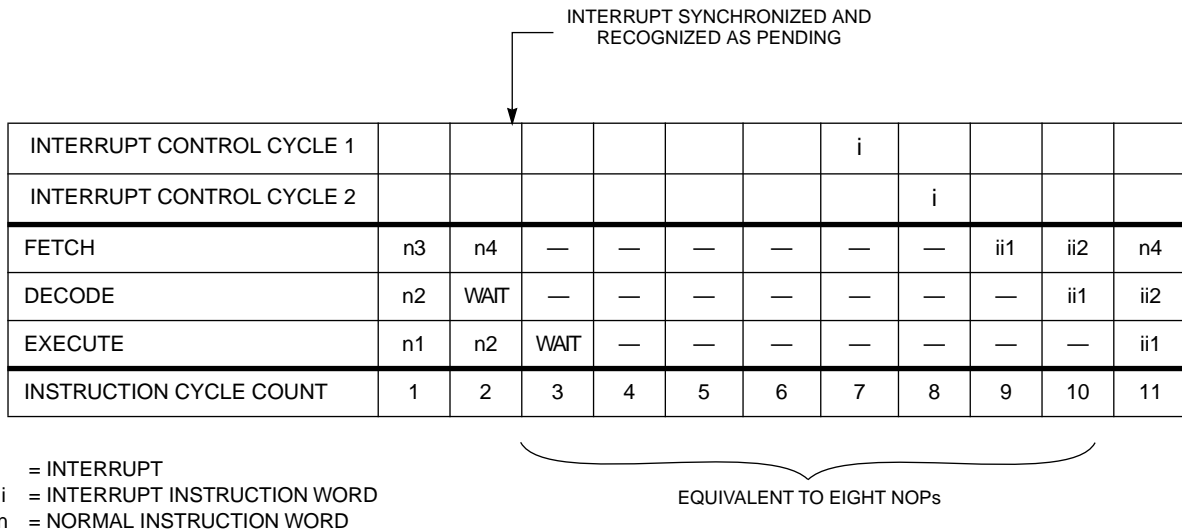 INTERRUPT SYNCHRONIZED AND
RECOGNIZED AS PENDING
INTERRUPT CONTROL CYCLE 1 i
INTERRUPT CONTROL CYCLE 2 i
FETCH n3 n4 — — — — — — ii1 ii2 n4
DECODE n2 WAIT — — — — — — — ii1 ii2
EXECUTE n1 n2 WAIT — — — — — — — ii1
INSTRUCTION CYCLE COUNT 1 2 3 4 5 6 7 8 9 10 11
= INTERRUPT
i = INTERRUPT INSTRUCTION WORD
= NORMAL INSTRUCTION WORD
EQUIVALENT TO EIGHT NOPs